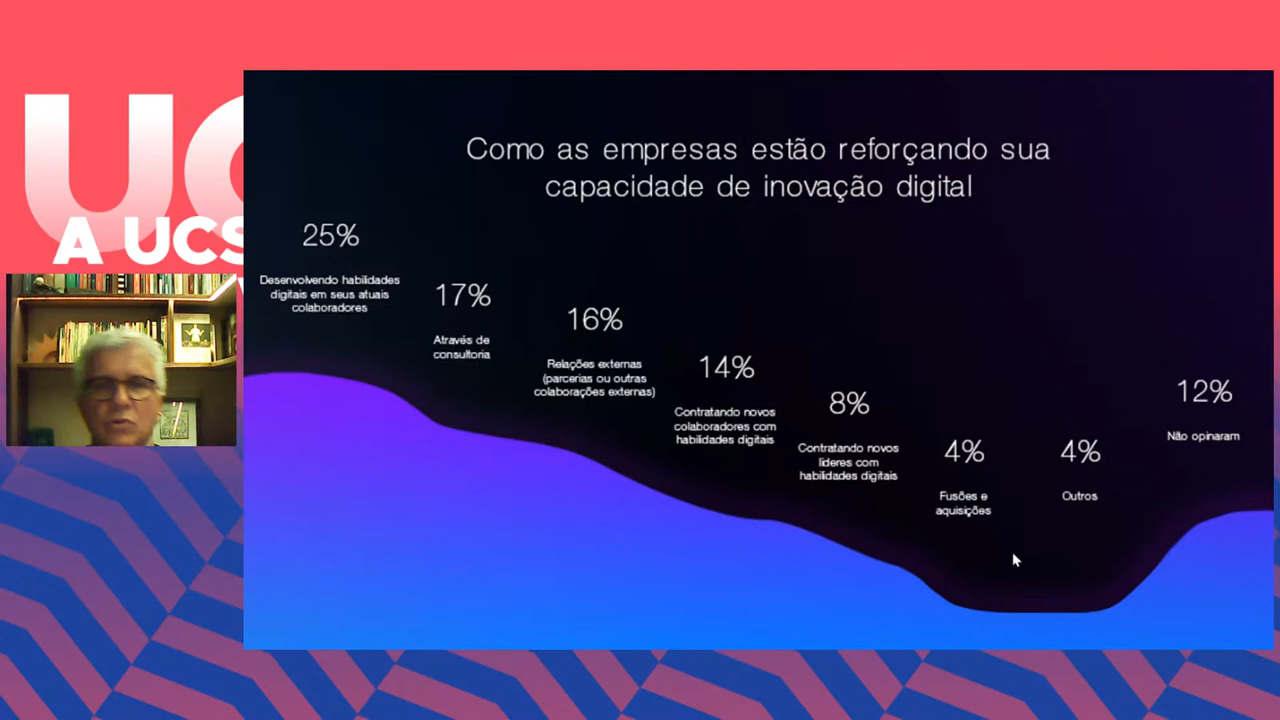 UC
A UCS
Como as empresas estão reforçando sua
capacidade de inovação digital
25%
Desenvolvendo habilidades
digitais em seus atuais
colaboradores
17%
Através de
consultoria
16%
Relações externas
(parcerias ou outras
colaborações externas)
14%
Contratando novos
colaboradores com
habilidades digitais
8%
Contratando novos
líderes com
habilidades digitais
4%
Fusões e
aquisições
4%
Outros
12%
Não opinaram